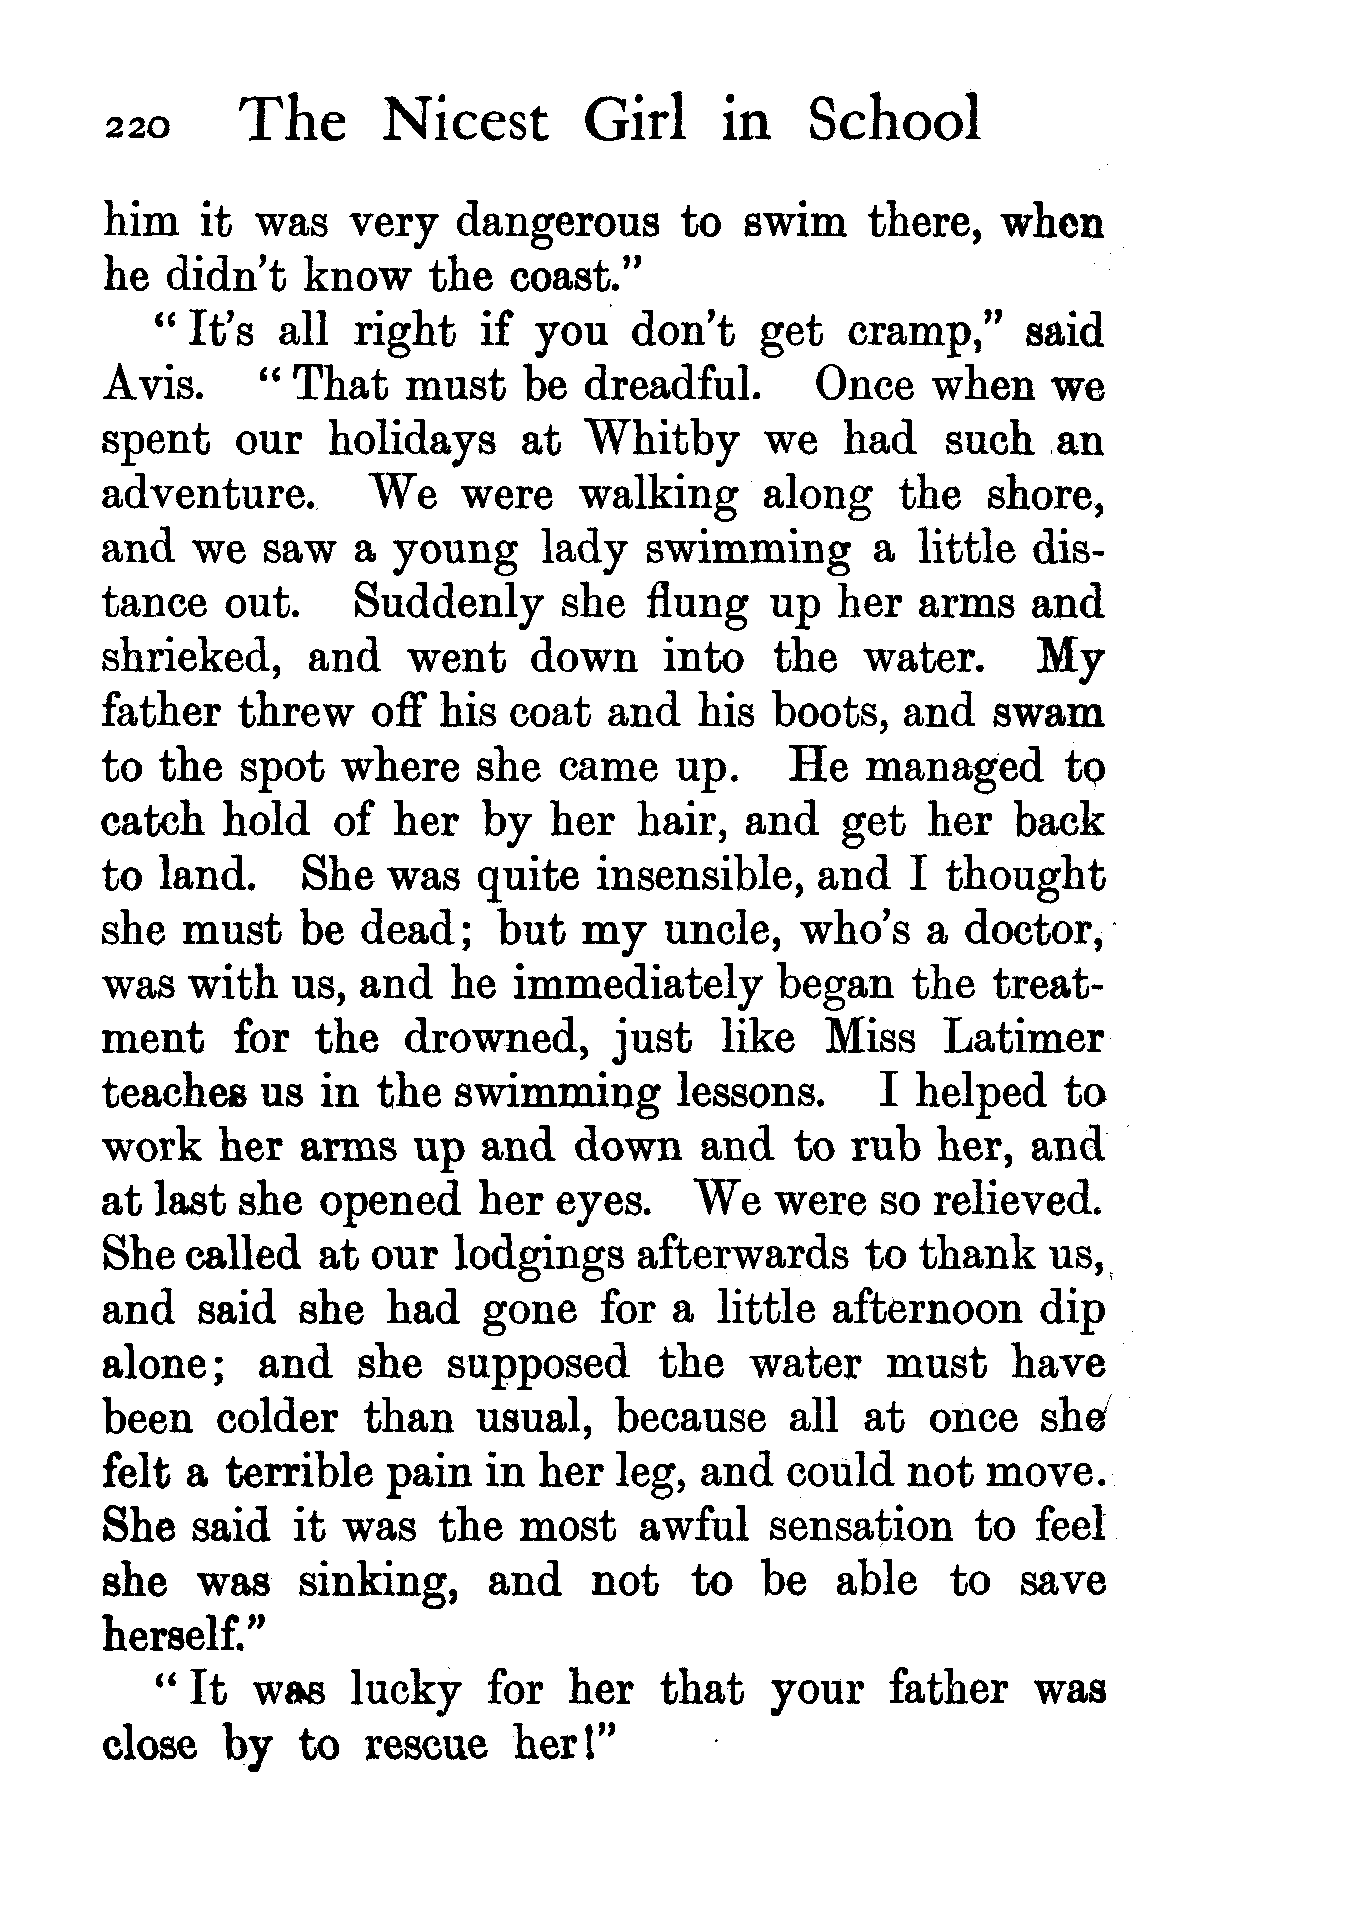 220 The Nicest Girl in School
him it was very dangerous to swim there, when
he didn't know the coast."
"It's all right if you don't get cramp," said
Avis. "That must be dreadful. Once when we
spent our holidays at Whitby we had such an
adventure. We were walking along the shore,
and we saw a young lady swimming a little dis-
tance out. Suddenly she flung up her arms and
shrieked, and went down into the water. My
father threw off his coat and his boots, and swam
to the spot where she came up. He managed to
catch hold of her by her hair, and get her back
to land. She was quite insensible, and I thought
she must be dead; but my uncle, who's a doctor,
was with us, and he immediately began the treat-
ment for the drowned, just like Miss Latimer
teaches us in the swimming lessons. I helped to
work her arms up and down and to rub her, and
at last she opened her eyes. We were so relieved.
She called at our lodgings afterwards to thank us,
and said she had gone for a little afternoon dip
alone; and she supposed the water must have
been colder than usual, because all at once she
felt a terrible pain in her leg, and could not move.
She said it was the most awful sensation to feel
she was sinking, and not to be able to save
herself."
"It was lucky for her that your father was
close by to rescue her!"